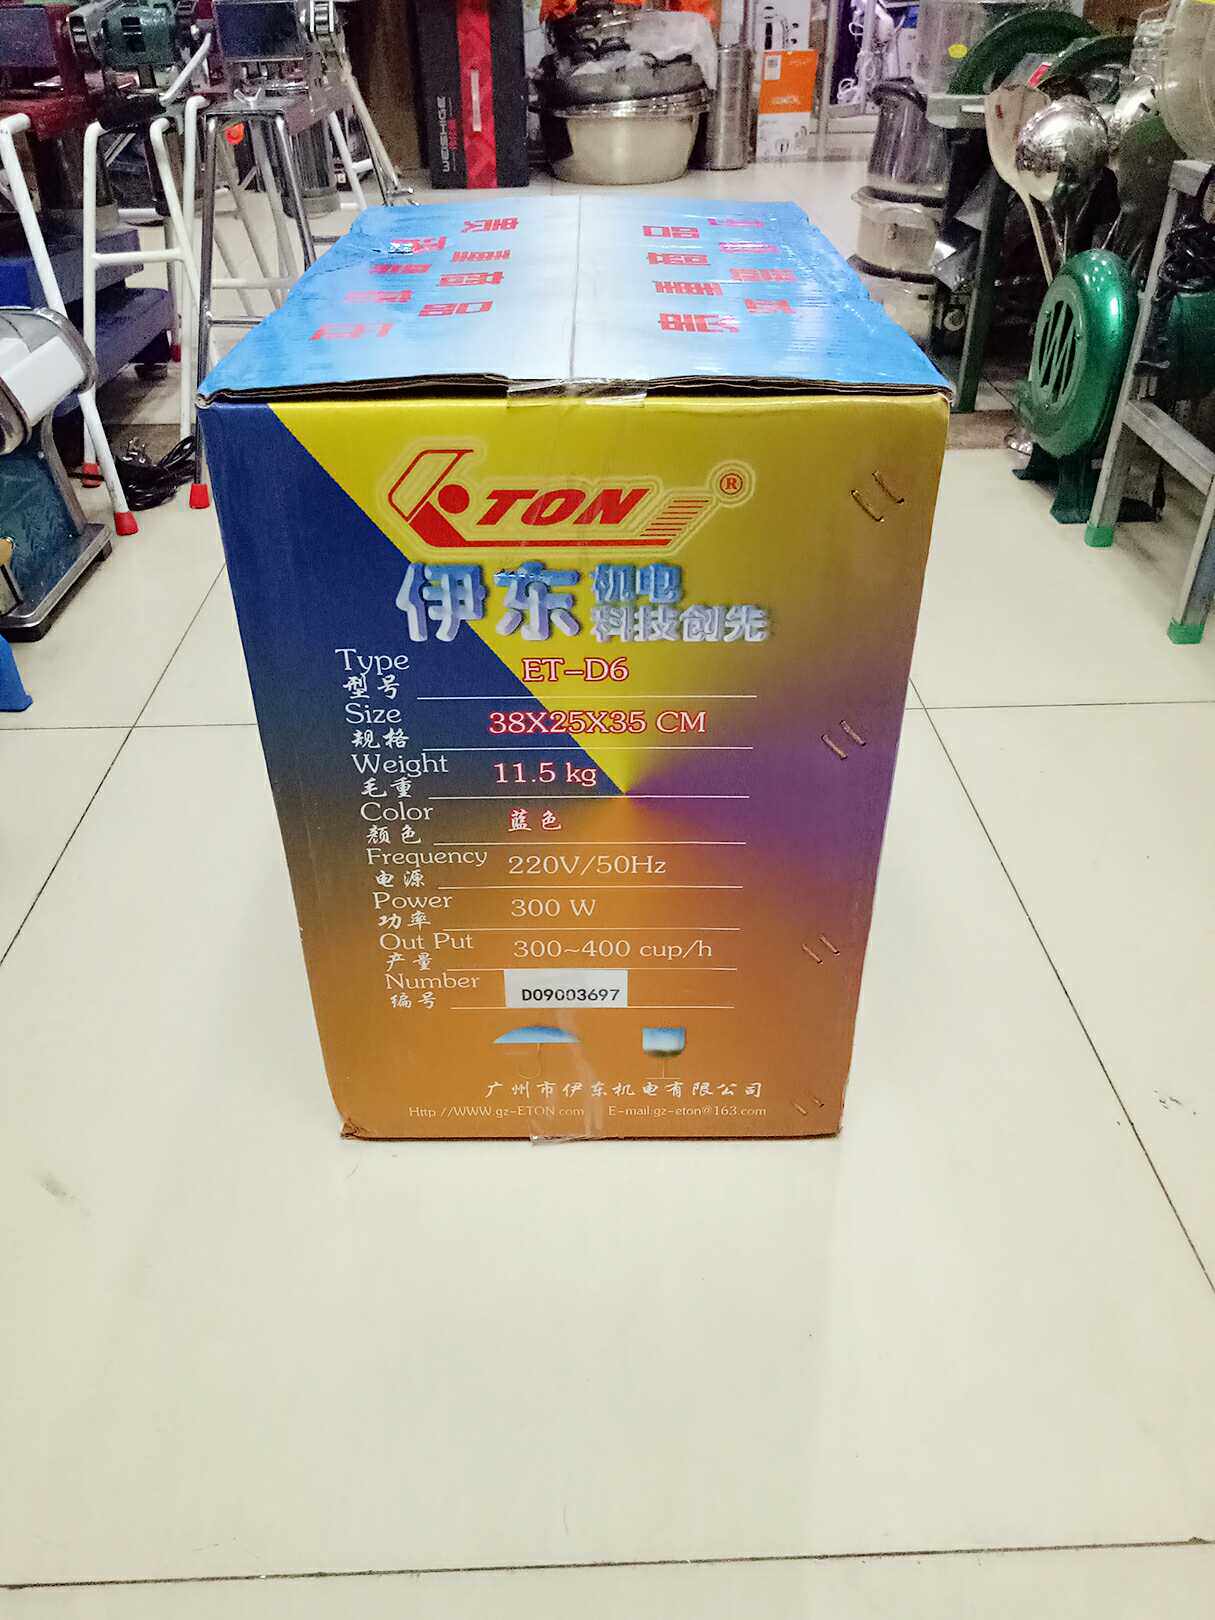 WEISHIGE
ETON®
伊东 机电
科技创先
Type
型号
ET-D6
Size
规格
38X25X35 CM
Weight
毛重
11.5 kg
Color
颜色
蓝色
Frequency
电源
220V/50Hz
Power
功率
300 W
Out Put
产量
300~400 cup/h
Number
编号
D09003697
广州市伊东机电有限公司
Http //WWW.gz-ETON.com E-mail:gz-eton@163.com